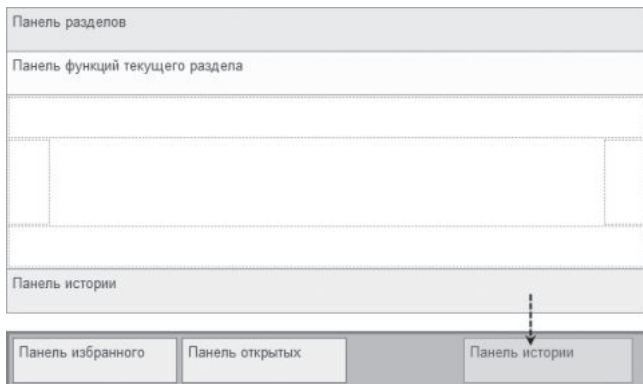 Панель разделов
Панель функций текущего раздела
Панель истории
Панель избранного
Панель открытых
Панель истории